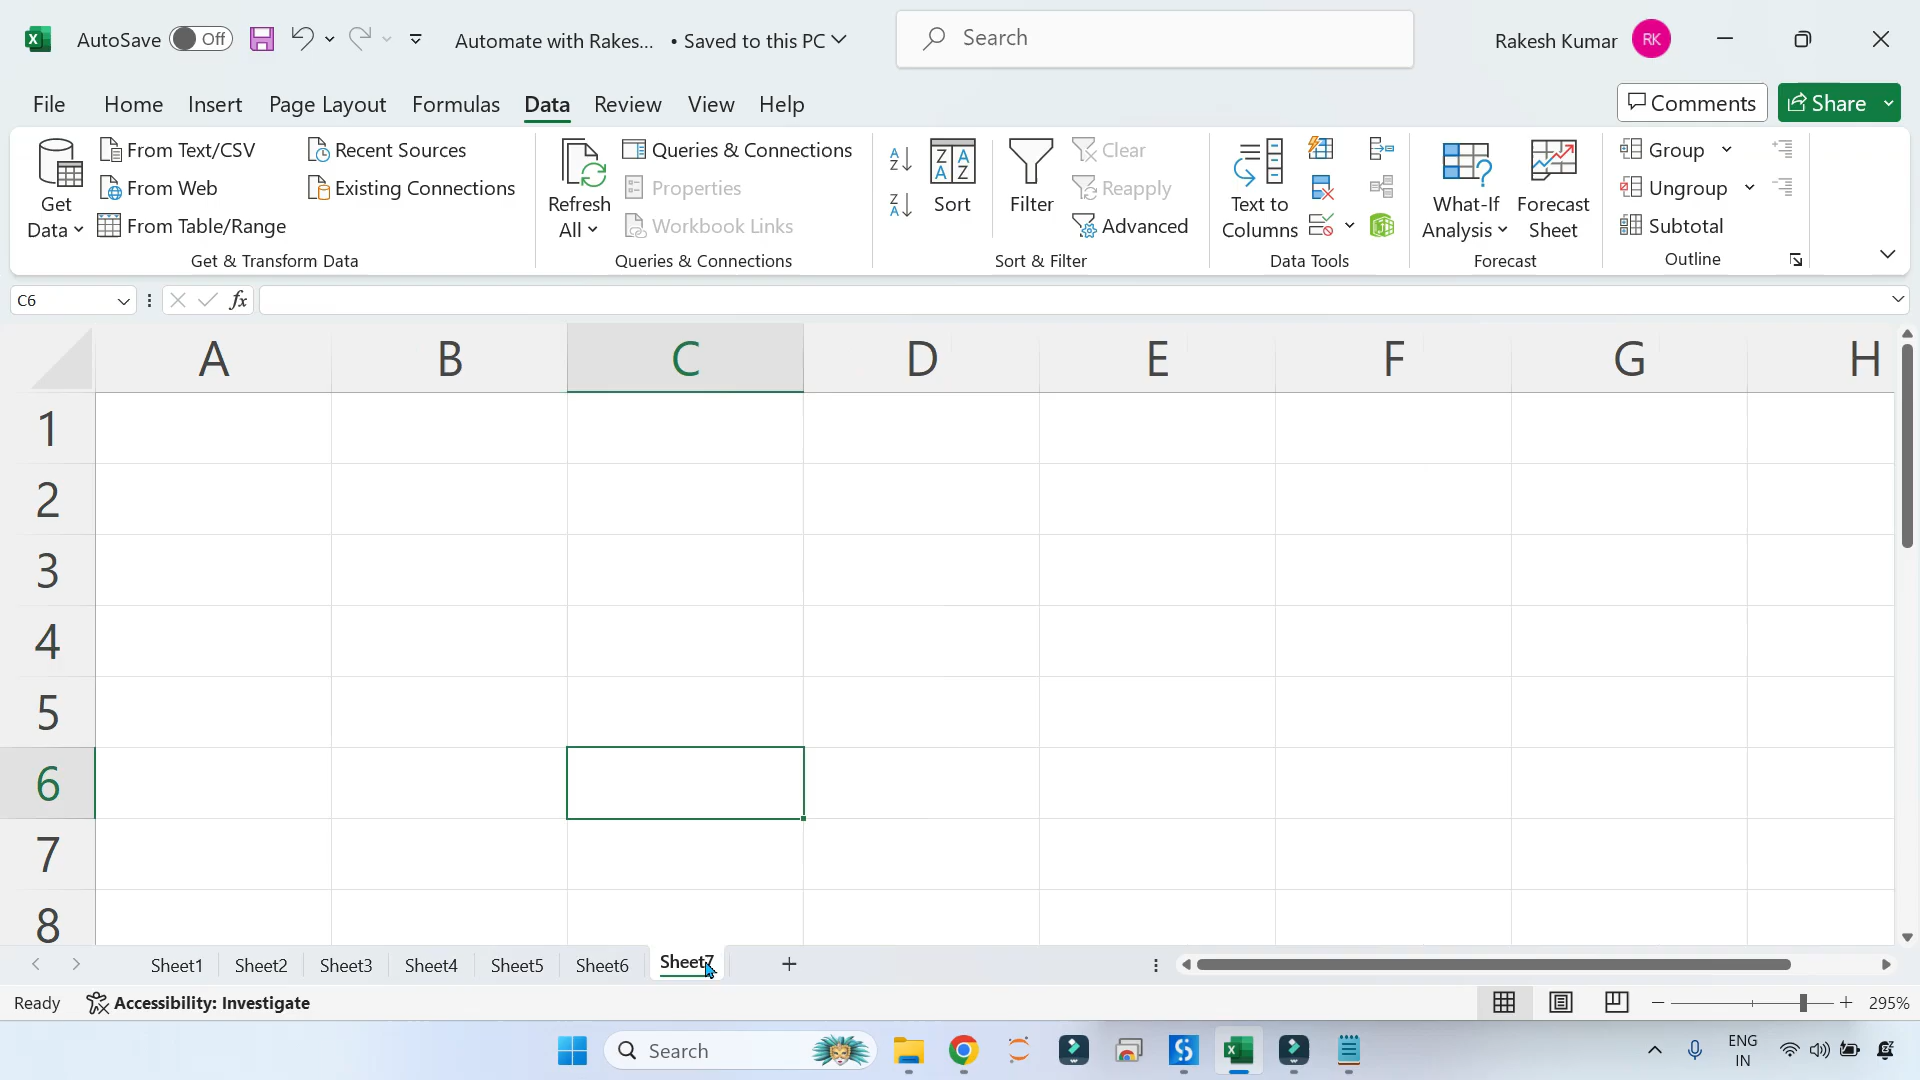 AutoSave Off Automate with Rakes... • Saved to this PC Search Rakesh Kumar RK
File Home Insert Page Layout Formulas Data Review View Help Comments Share
Get Data
From Text/CSV
From Web
From Table/Range
Recent Sources
Existing Connections
Get & Transform Data
Refresh All
Queries & Connections
Properties
Workbook Links
Queries & Connections
Sort
Filter
Clear
Reapply
Advanced
Sort & Filter
Text to Columns
Data Tools
What-If Analysis
Forecast Sheet
Forecast
Group
Ungroup
Subtotal
Outline
C6 fx
A B C D E F G H
1
2
3
4
5
6
7
8
Sheet1 Sheet2 Sheet3 Sheet4 Sheet5 Sheet6 Sheet7
Ready Accessibility: Investigate 295%
Search ENG
IN